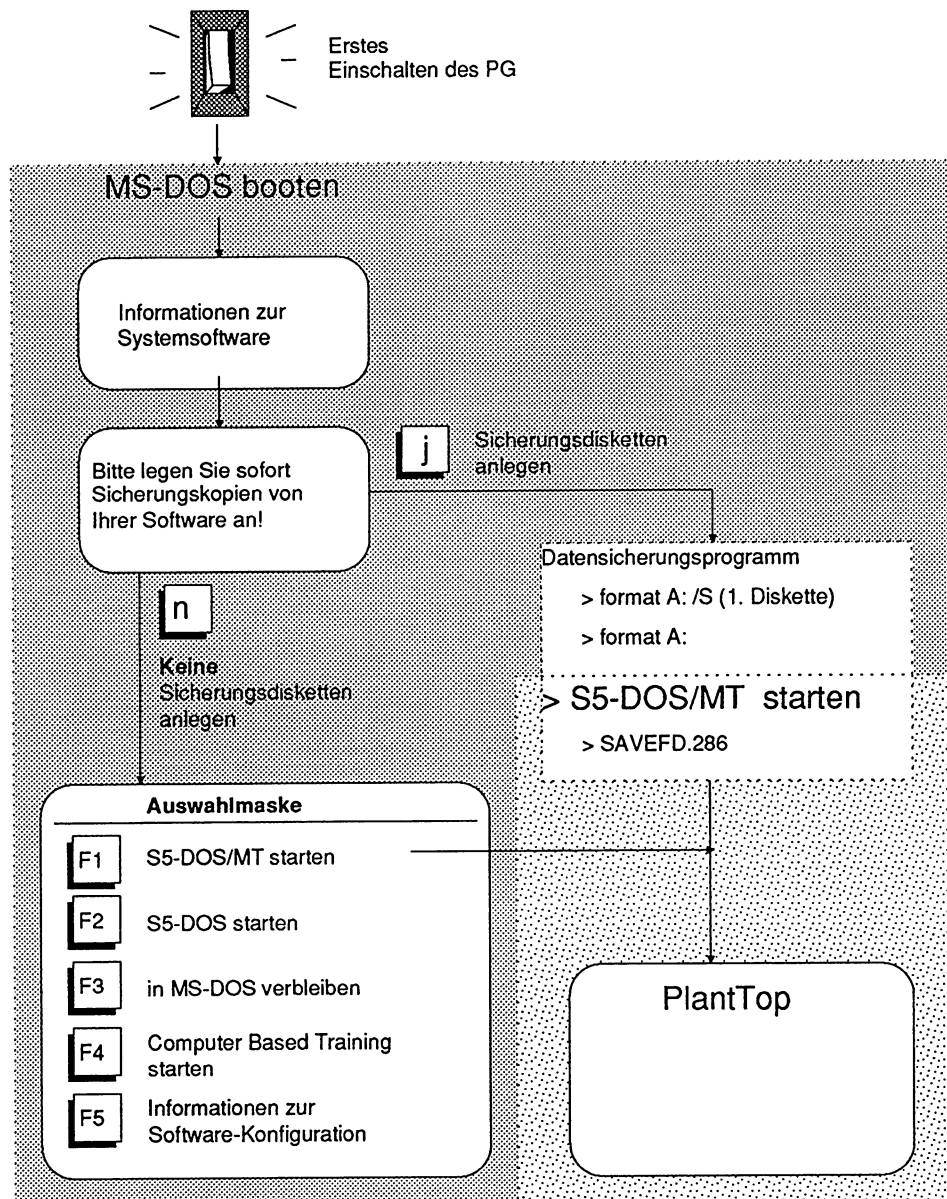 Erstes
Einschalten des PG
MS-DOS booten
Informationen zur
Systemsoftware
Bitte legen Sie sofort
Sicherungskopien von
Ihrer Software an!
j
Sicherungsdisketten
anlegen
n
Keine
Sicherungsdisketten
anlegen
Datensicherungsprogramm
> format A: /S (1. Diskette)
> format A:
> S5-DOS/MT starten
> SAVEFD.286
Auswahlmaske
F1 S5-DOS/MT starten
F2 S5-DOS starten
F3 in MS-DOS verbleiben
F4 Computer Based Training
starten
F5 Informationen zur
Software-Konfiguration
PlantTop